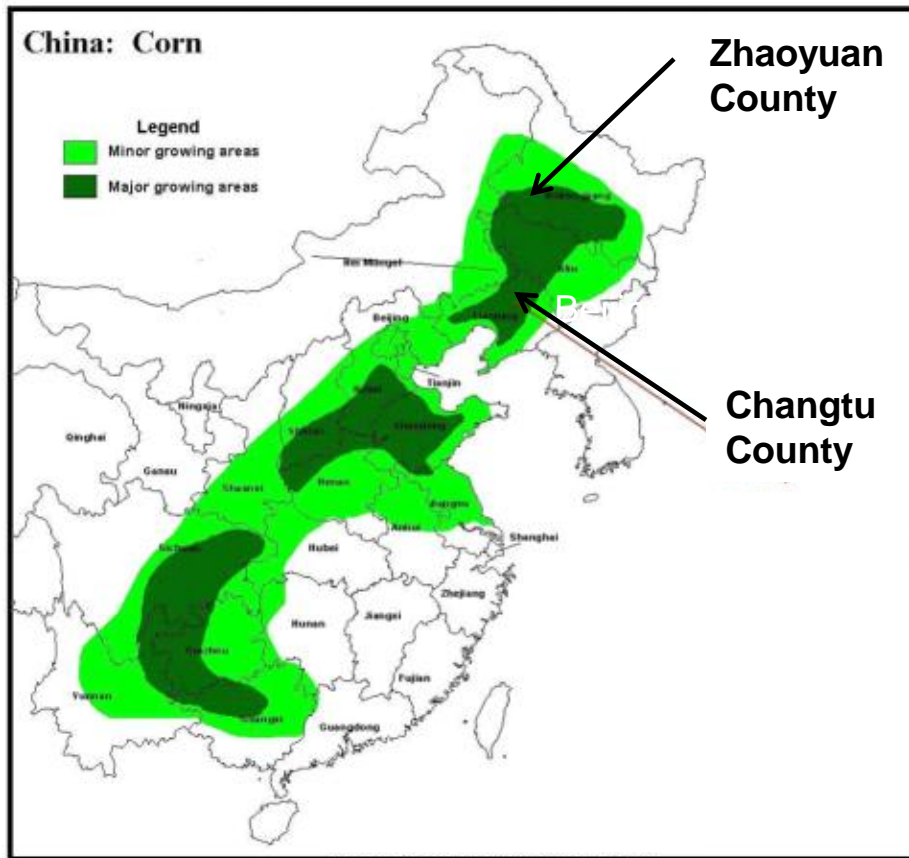 China: Corn
Zhaoyuan
County
Legend
Minor growing areas
Major growing areas
Nei Mongol
Beijing
Tianjin
Changtu
County
Ningxia
Shandong
Qinghai
Gansu
Shaanxi
Henan
Jiangsu
Anhui
Shanghai
Sichuan
Hubei
Zhejiang
Hunan
Jiangxi
Guizhou
Fujian
Yunnan
Guangxi
Guangdong